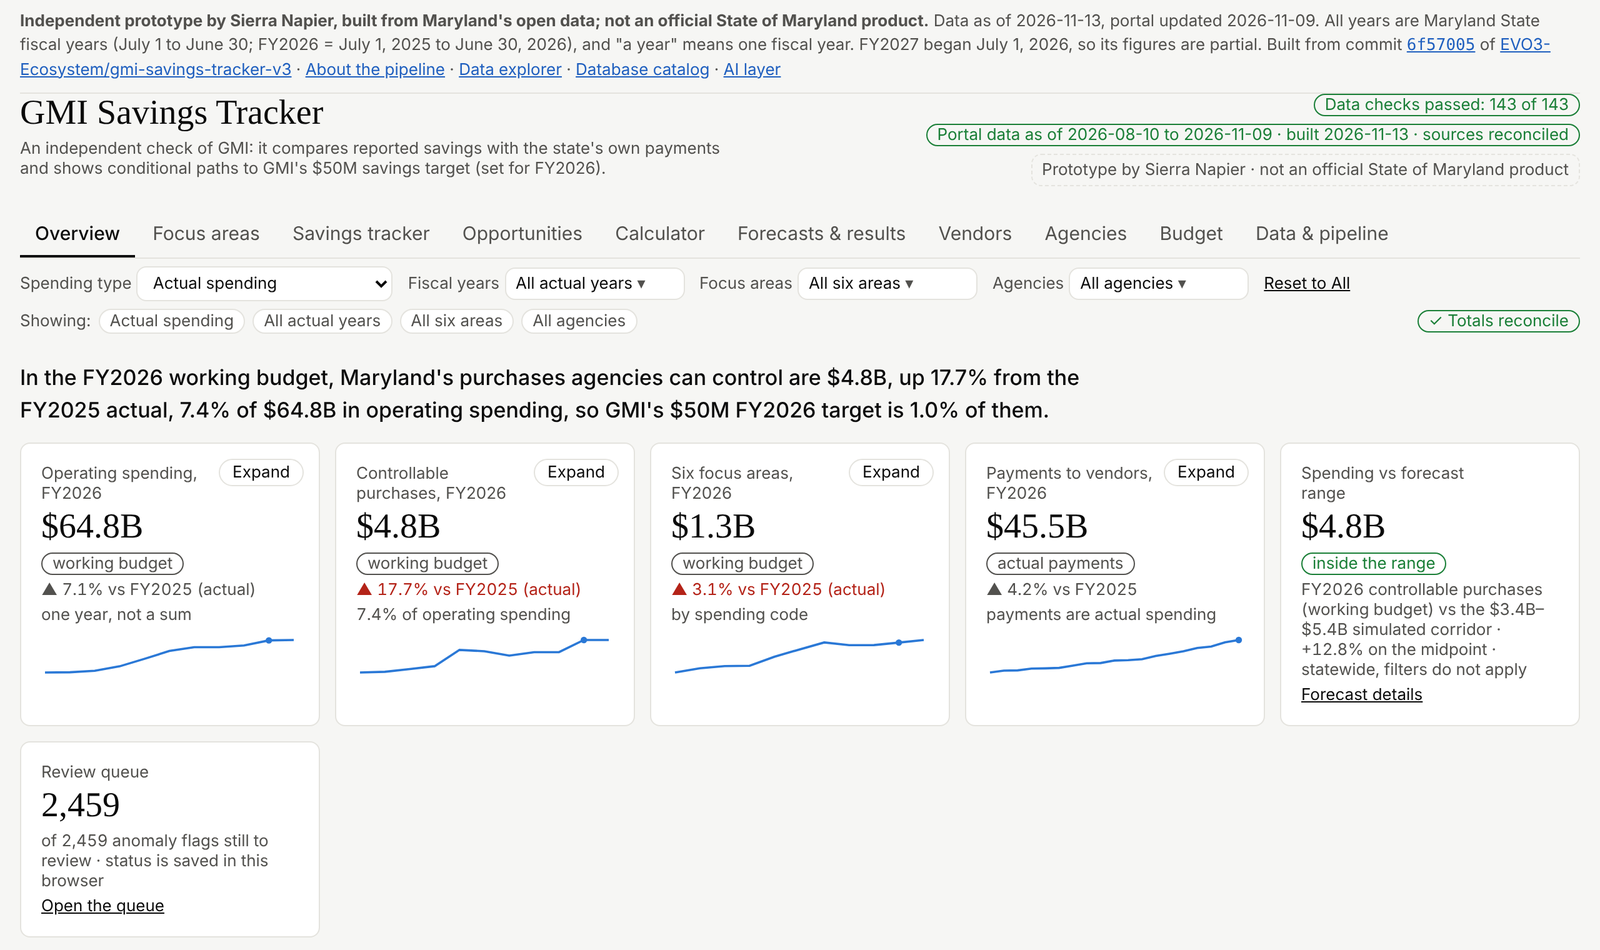 Independent prototype by Sierra Napier, built from Maryland's open data; not an official State of Maryland product. Data as of 2026-11-13, portal updated 2026-11-09. All years are Maryland State
fiscal years (July 1 to June 30; FY2026 = July 1, 2025 to June 30, 2026), and "a year" means one fiscal year. FY2027 began July 1, 2026, so its figures are partial. Built from commit 6f57005 of EVO3-
Ecosystem/gmi-savings-tracker-v3 · About the pipeline · Data explorer · Database catalog · AI layer
GMI Savings Tracker
An independent check of GMI: it compares reported savings with the state's own payments
and shows conditional paths to GMI's $50M savings target (set for FY2026).
Data checks passed: 143 of 143
Portal data as of 2026-08-10 to 2026-11-09 · built 2026-11-13 · sources reconciled
Prototype by Sierra Napier · not an official State of Maryland product
Overview Focus areas Savings tracker Opportunities Calculator Forecasts & results Vendors Agencies Budget Data & pipeline
Spending type Actual spending Fiscal years All actual years ▾ Focus areas All six areas ▾ Agencies All agencies ▾ Reset to All
Showing: Actual spending All actual years All six areas All agencies ✓ Totals reconcile
In the FY2026 working budget, Maryland's purchases agencies can control are $4.8B, up 17.7% from the
FY2025 actual, 7.4% of $64.8B in operating spending, so GMI's $50M FY2026 target is 1.0% of them.
Operating spending,
FY2026
Expand
$64.8B
working budget
▲ 7.1% vs FY2025 (actual)
one year, not a sum
Controllable
purchases, FY2026
Expand
$4.8B
working budget
▲ 17.7% vs FY2025 (actual)
7.4% of operating spending
Six focus areas,
FY2026
Expand
$1.3B
working budget
▲ 3.1% vs FY2025 (actual)
by spending code
Payments to vendors,
FY2026
Expand
$45.5B
actual payments
▲ 4.2% vs FY2025
payments are actual spending
Spending vs forecast
range
$4.8B
inside the range
FY2026 controllable purchases
(working budget) vs the $3.4B–
$5.4B simulated corridor ·
+12.8% on the midpoint ·
statewide, filters do not apply
Forecast details
Review queue
2,459
of 2,459 anomaly flags still to
review · status is saved in this
browser
Open the queue